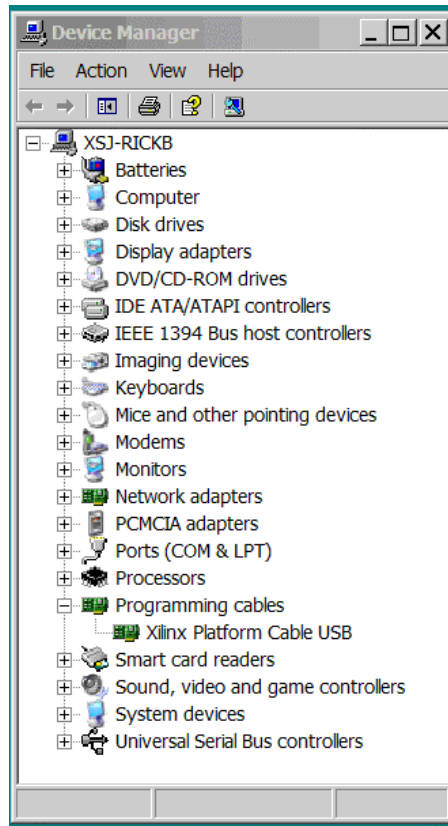 Device Manager
File Action View Help
XSJ-RICKB
Batteries
Computer
Disk drives
Display adapters
DVD/CD-ROM drives
IDE ATA/ATAPI controllers
IEEE 1394 Bus host controllers
Imaging devices
Keyboards
Mice and other pointing devices
Modems
Monitors
Network adapters
PCMCIA adapters
Ports (COM & LPT)
Processors
Programming cables
Xilinx Platform Cable USB
Smart card readers
Sound, video and game controllers
System devices
Universal Serial Bus controllers